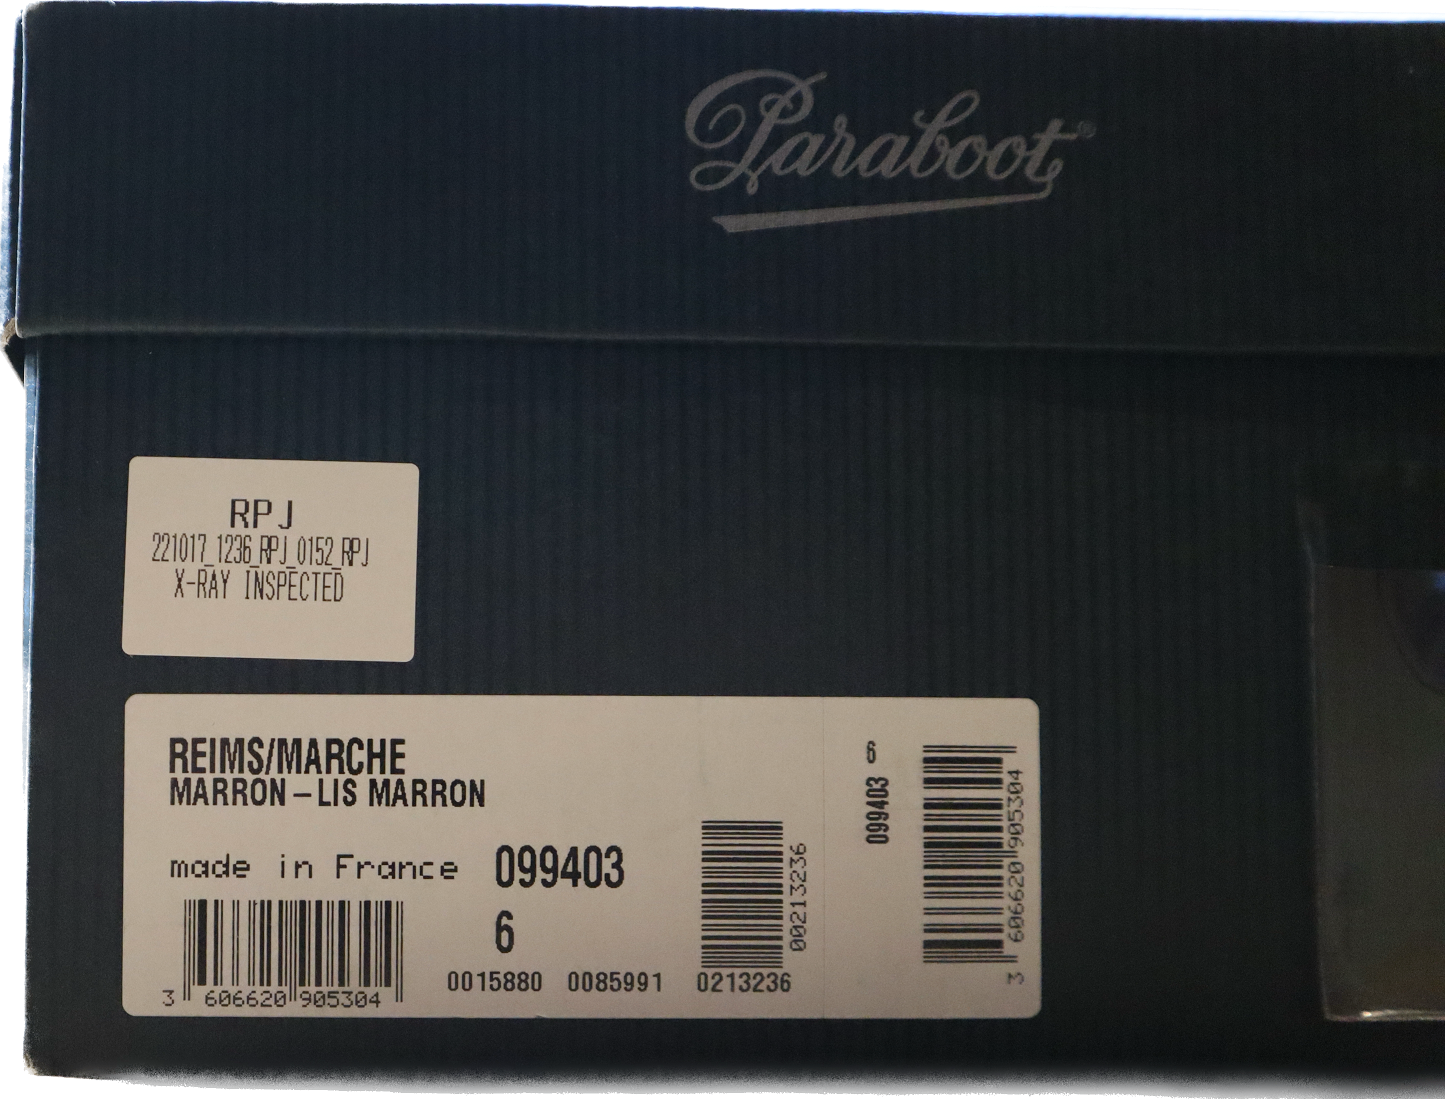 Paraboot®
RPJ
221017_1236_RPJ_0152_RPJ
X-RAY INSPECTED
REIMS/MARCHE
MARRON – LIS MARRON
made in France 099403
6
0015880 0085991 0213236
3 606620 905304
00213236
6
099403
3 606620 905304